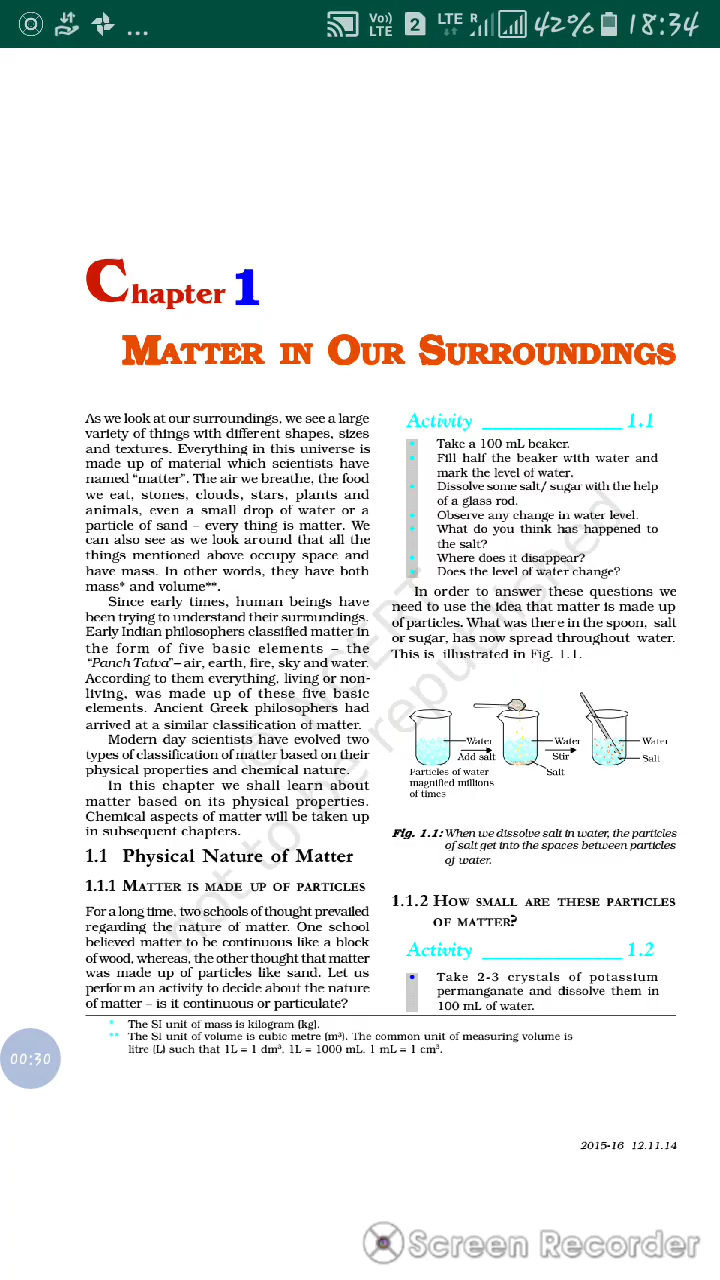 Vo))
LTE
2
LTE
R
42%
18:34
Chapter 1
MATTER IN OUR SURROUNDINGS
As we look at our surroundings, we see a large
variety of things with different shapes, sizes
and textures. Everything in this universe is
made up of material which scientists have
named “matter”. The air we breathe, the food
we eat, stones, clouds, stars, plants and
animals, even a small drop of water or a
particle of sand – every thing is matter. We
can also see as we look around that all the
things mentioned above occupy space and
have mass. In other words, they have both
mass* and volume**.
Since early times, human beings have
been trying to understand their surroundings.
Early Indian philosophers classified matter in
the form of five basic elements – the
“Panch Tatva”– air, earth, fire, sky and water.
According to them everything, living or non-
living, was made up of these five basic
elements. Ancient Greek philosophers had
arrived at a similar classification of matter.
Modern day scientists have evolved two
types of classification of matter based on their
physical properties and chemical nature.
In this chapter we shall learn about
matter based on its physical properties.
Chemical aspects of matter will be taken up
in subsequent chapters.
1.1 Physical Nature of Matter
1.1.1 MATTER IS MADE UP OF PARTICLES
For a long time, two schools of thought prevailed
regarding the nature of matter. One school
believed matter to be continuous like a block
of wood, whereas, the other thought that matter
was made up of particles like sand. Let us
perform an activity to decide about the nature
of matter – is it continuous or particulate?
Activity ______________ 1.1
• Take a 100 mL beaker.
• Fill half the beaker with water and
mark the level of water.
• Dissolve some salt/ sugar with the help
of a glass rod.
• Observe any change in water level.
• What do you think has happened to
the salt?
• Where does it disappear?
• Does the level of water change?
In order to answer these questions we
need to use the idea that matter is made up
of particles. What was there in the spoon, salt
or sugar, has now spread throughout water.
This is illustrated in Fig. 1.1.
Water
Add salt
Water
Stir
Salt
Water
Salt
Particles of water
magnified millions
of times
Fig. 1.1: When we dissolve salt in water, the particles
of salt get into the spaces between particles
of water.
1.1.2 HOW SMALL ARE THESE PARTICLES
OF MATTER?
Activity ______________ 1.2
• Take 2-3 crystals of potassium
permanganate and dissolve them in
100 mL of water.
* The SI unit of mass is kilogram (kg).
** The SI unit of volume is cubic metre (m³). The common unit of measuring volume is
litre (L) such that 1L = 1 dm³, 1L = 1000 mL, 1 mL = 1 cm³.
© NCERT
not to be republished
00:30
2015-16 12.11.14
Screen Recorder